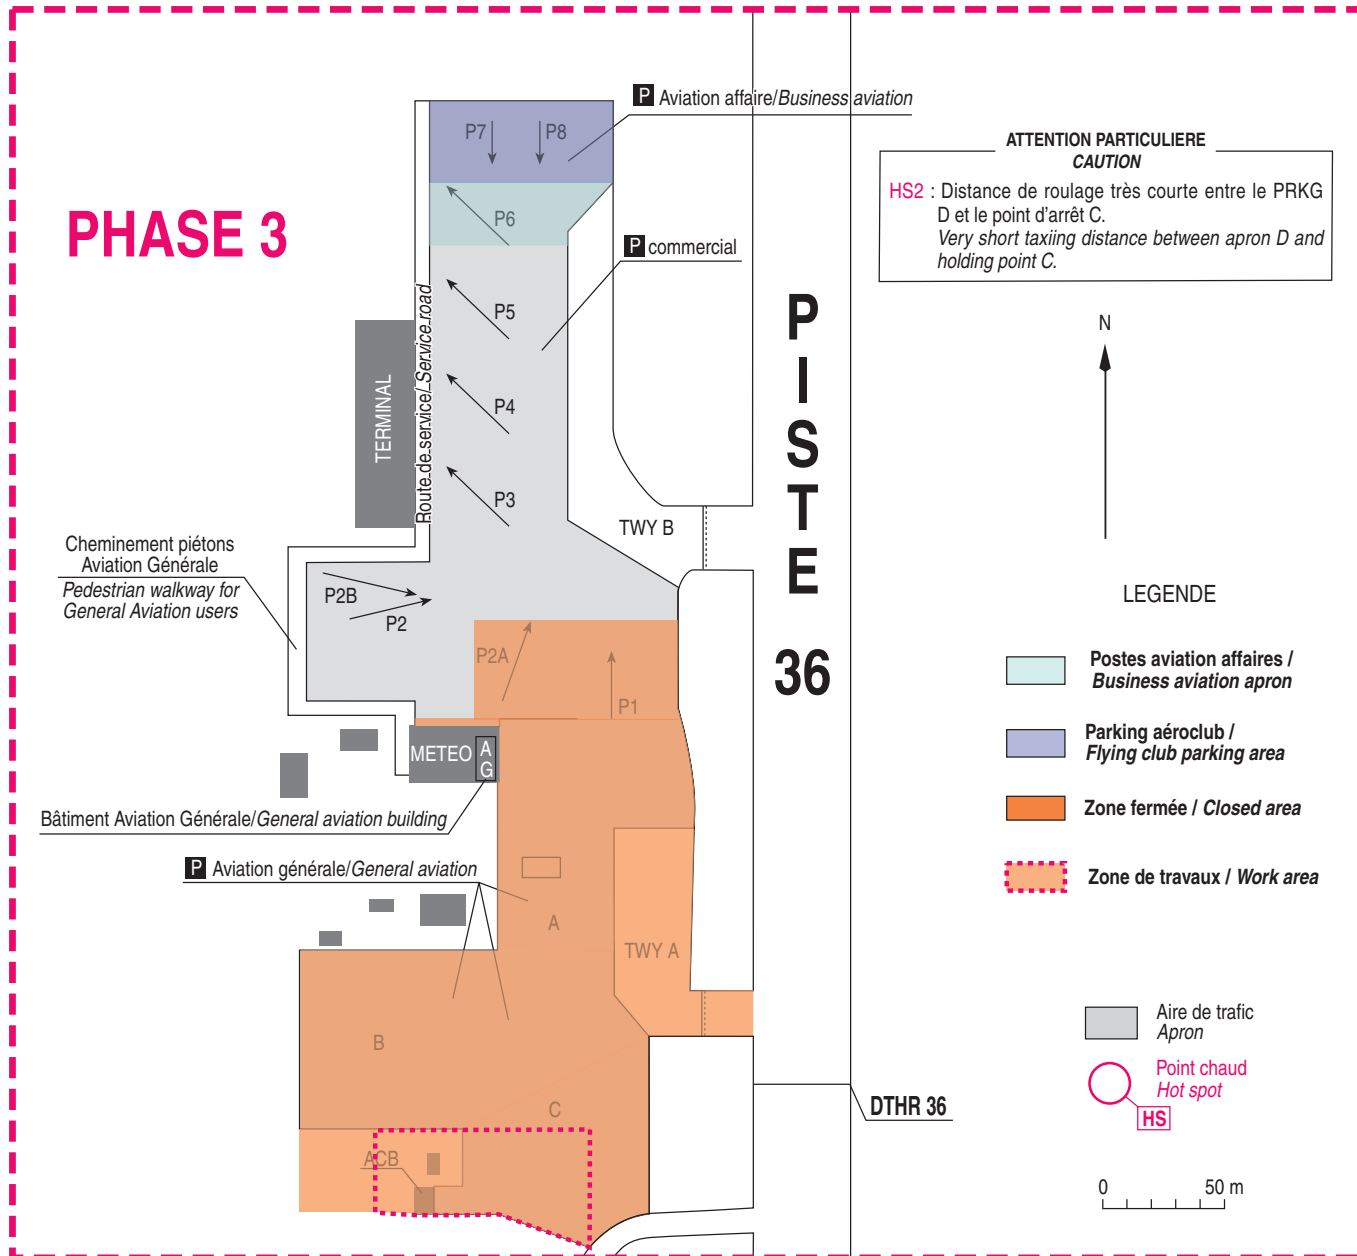 P Aviation affaire/Business aviation
P7
P8
PHASE 3
P6
P commercial
P5
P4
P3
TERMINAL
Route de service/ Service road
ATTENTION PARTICULIERE
CAUTION
HS2 : Distance de roulage très courte entre le PRKG
D et le point d'arrêt C.
Very short taxiing distance between apron D and
holding point C.
PISTE
36
N
TWY B
Cheminement piétons
Aviation Générale
Pedestrian walkway for
General Aviation users
P2B
P2
P2A
P1
METEO
AG
Bâtiment Aviation Générale/General aviation building
P Aviation générale/General aviation
A
TWY A
B
C
ACB
DTHR 36
LEGENDE
Postes aviation affaires /
Business aviation apron
Parking aéroclub /
Flying club parking area
Zone fermée / Closed area
Zone de travaux / Work area
Aire de trafic
Apron
Point chaud
Hot spot
HS
0 50 m